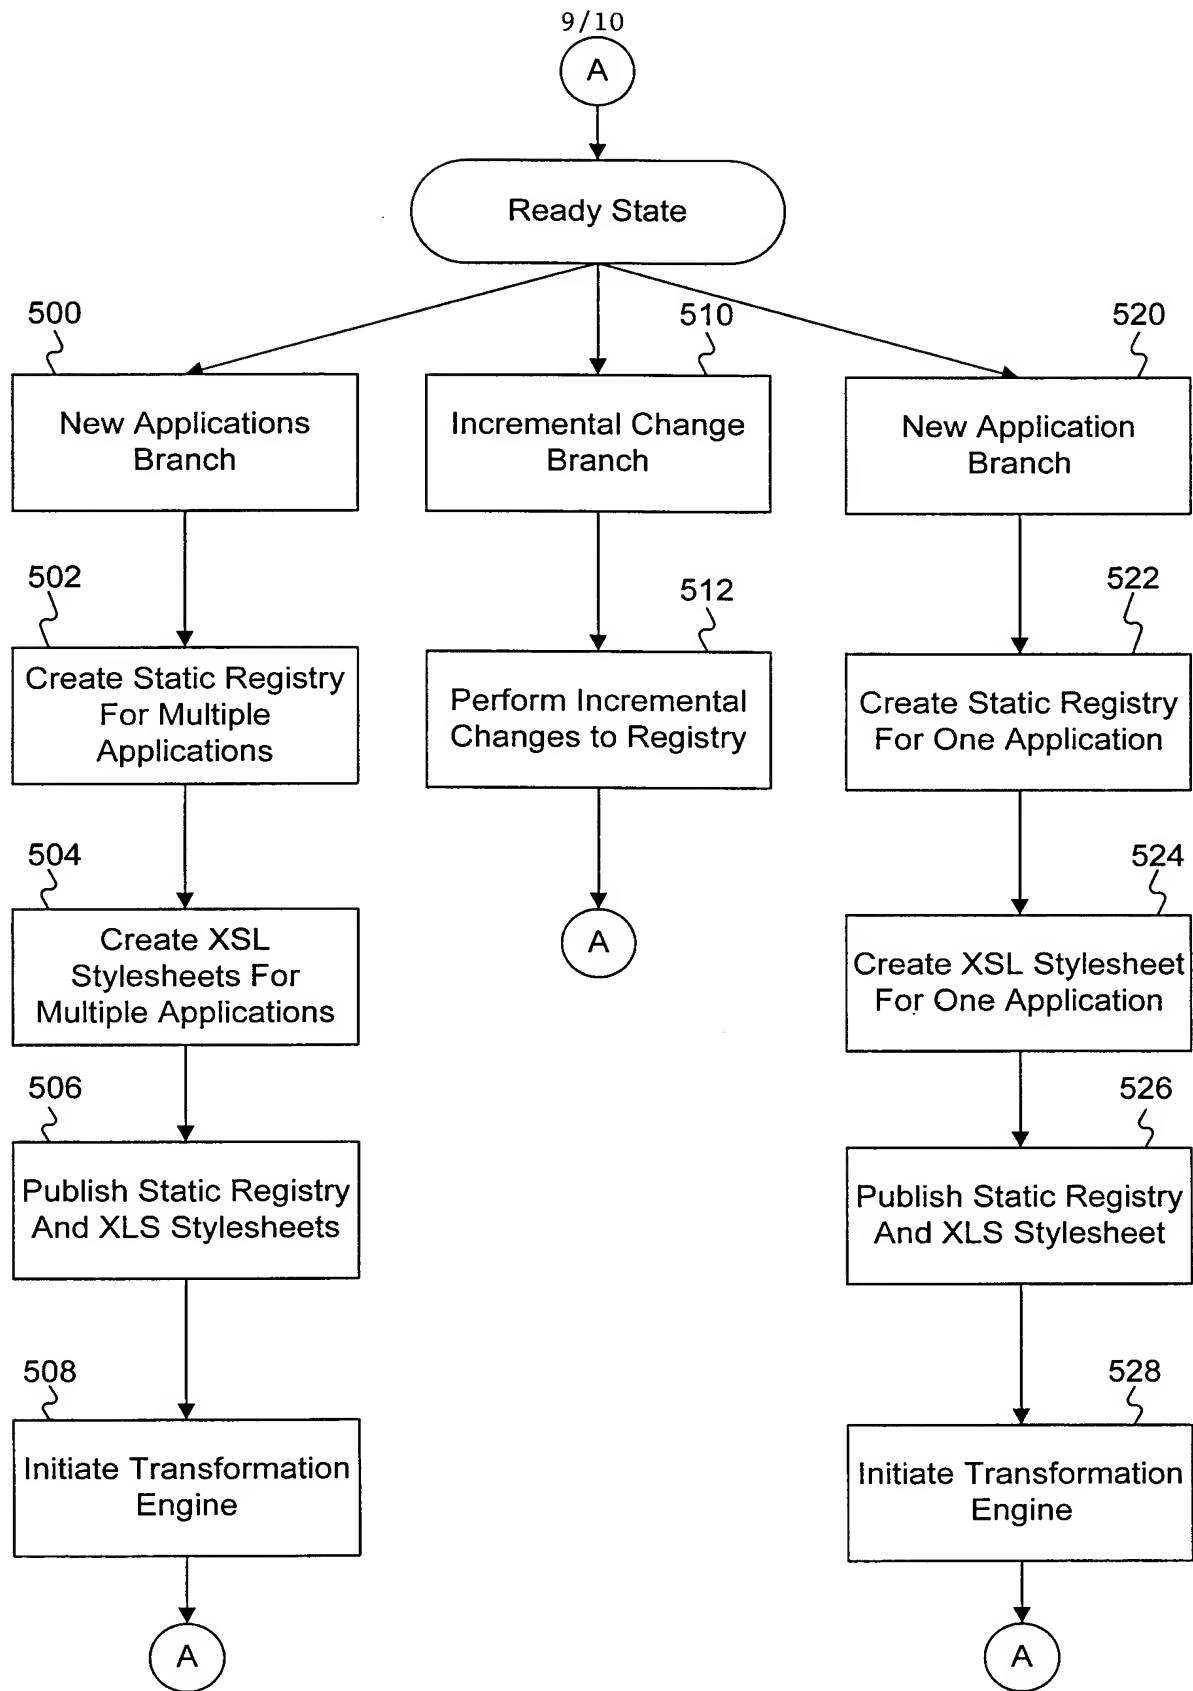 9/10
A
Ready State
500
New Applications
Branch
502
Create Static Registry
For Multiple
Applications
504
Create XSL
Stylesheets For
Multiple Applications
506
Publish Static Registry
And XLS Stylesheets
508
Initiate Transformation
Engine
A
510
Incremental Change
Branch
512
Perform Incremental
Changes to Registry
A
520
New Application
Branch
522
Create Static Registry
For One Application
524
Create XSL Stylesheet
For One Application
526
Publish Static Registry
And XLS Stylesheet
528
Initiate Transformation
Engine
A